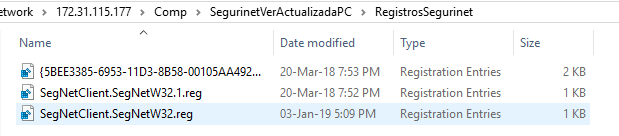 etwork > 172.31.115.177 > Comp > SegurinetVerActualizadaPC > RegistrosSegurinet
Name Date modified Type Size
{5BEE3385-6953-11D3-8B58-00105AA492... 20-Mar-18 7:53 PM Registration Entries 2 KB
SegNetClient.SegNetW32.1.reg 20-Mar-18 7:52 PM Registration Entries 1 KB
SegNetClient.SegNetW32.reg 03-Jan-19 5:09 PM Registration Entries 1 KB